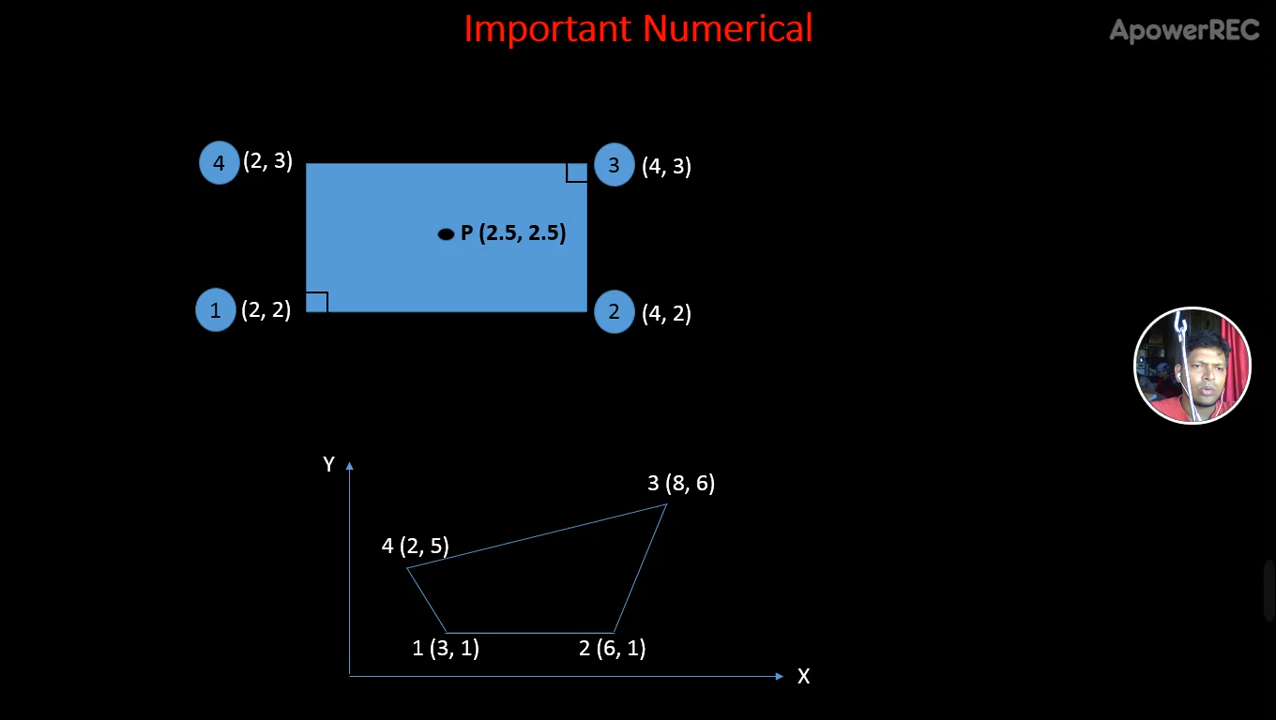 Important Numerical
ApowerREC
4 (2, 3)
3 (4, 3)
P (2.5, 2.5)
1 (2, 2)
2 (4, 2)
Y
3 (8, 6)
4 (2, 5)
1 (3, 1)
2 (6, 1)
X